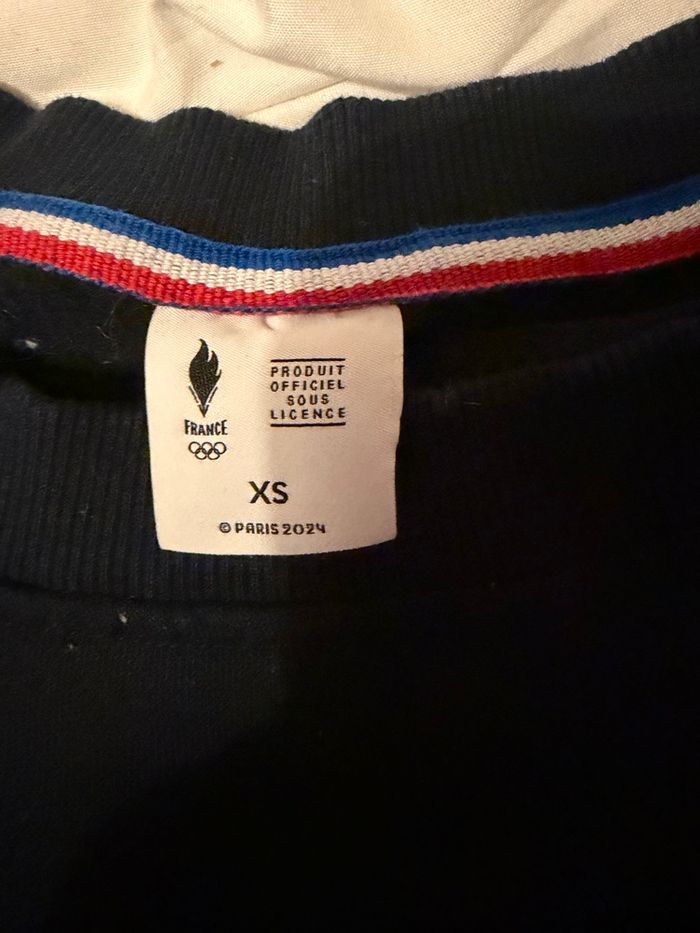 FRANCE
PRODUIT
OFFICIEL
SOUS
LICENCE
XS
© PARIS 2024